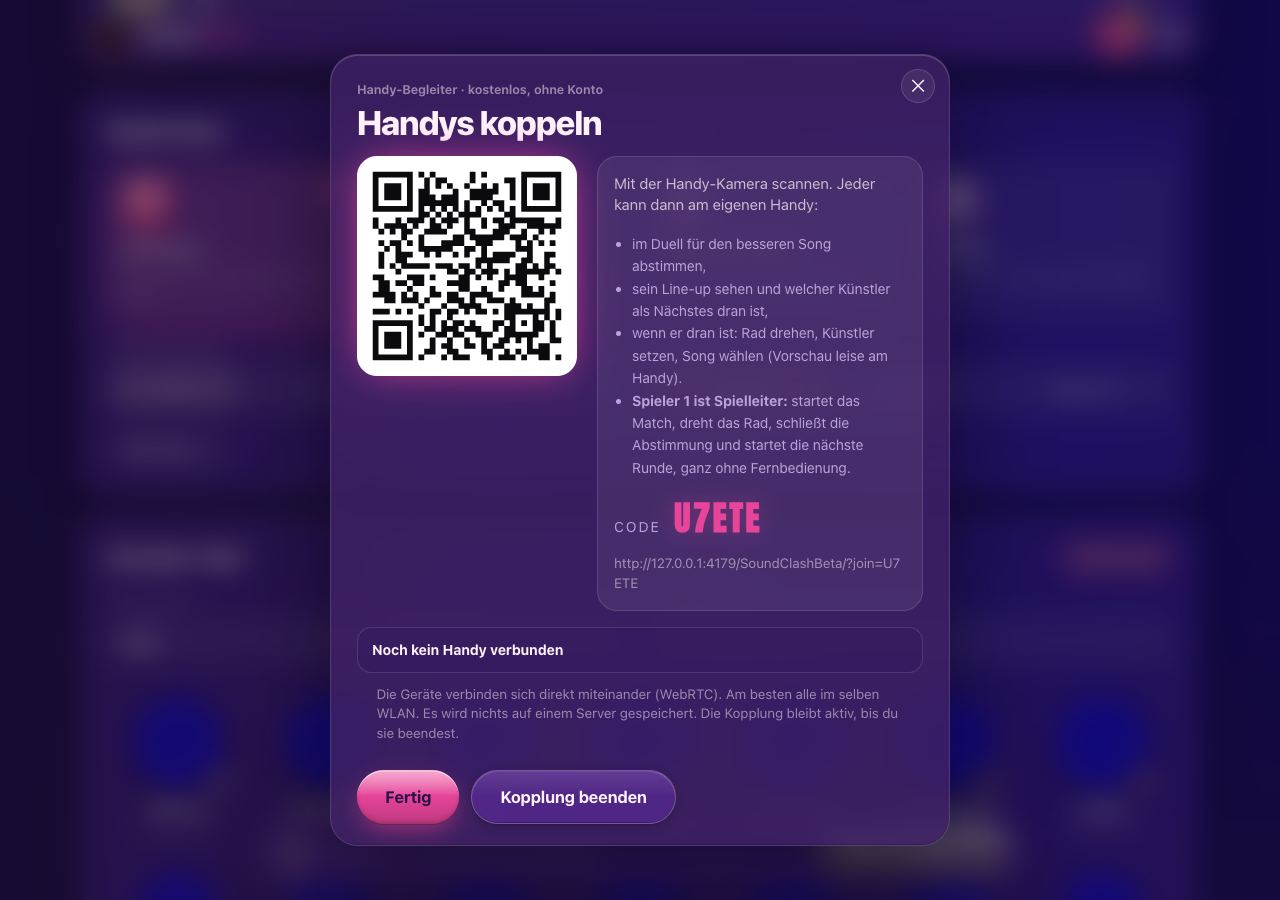 Handy-Begleiter · kostenlos, ohne Konto
Handys koppeln
Mit der Handy-Kamera scannen. Jeder
kann dann am eigenen Handy:
• im Duell für den besseren Song
abstimmen,
• sein Line-up sehen und welcher Künstler
als Nächstes dran ist,
• wenn er dran ist: Rad drehen, Künstler
setzen, Song wählen (Vorschau leise am
Handy).
• Spieler 1 ist Spielleiter: startet das
Match, dreht das Rad, schließt die
Abstimmung und startet die nächste
Runde, ganz ohne Fernbedienung.
CODE U7ETE
http://127.0.0.1:4179/SoundClashBeta/?join=U7
ETE
Noch kein Handy verbunden
Die Geräte verbinden sich direkt miteinander (WebRTC). Am besten alle im selben
WLAN. Es wird nichts auf einem Server gespeichert. Die Kopplung bleibt aktiv, bis du
sie beendest.
Fertig
Kopplung beenden